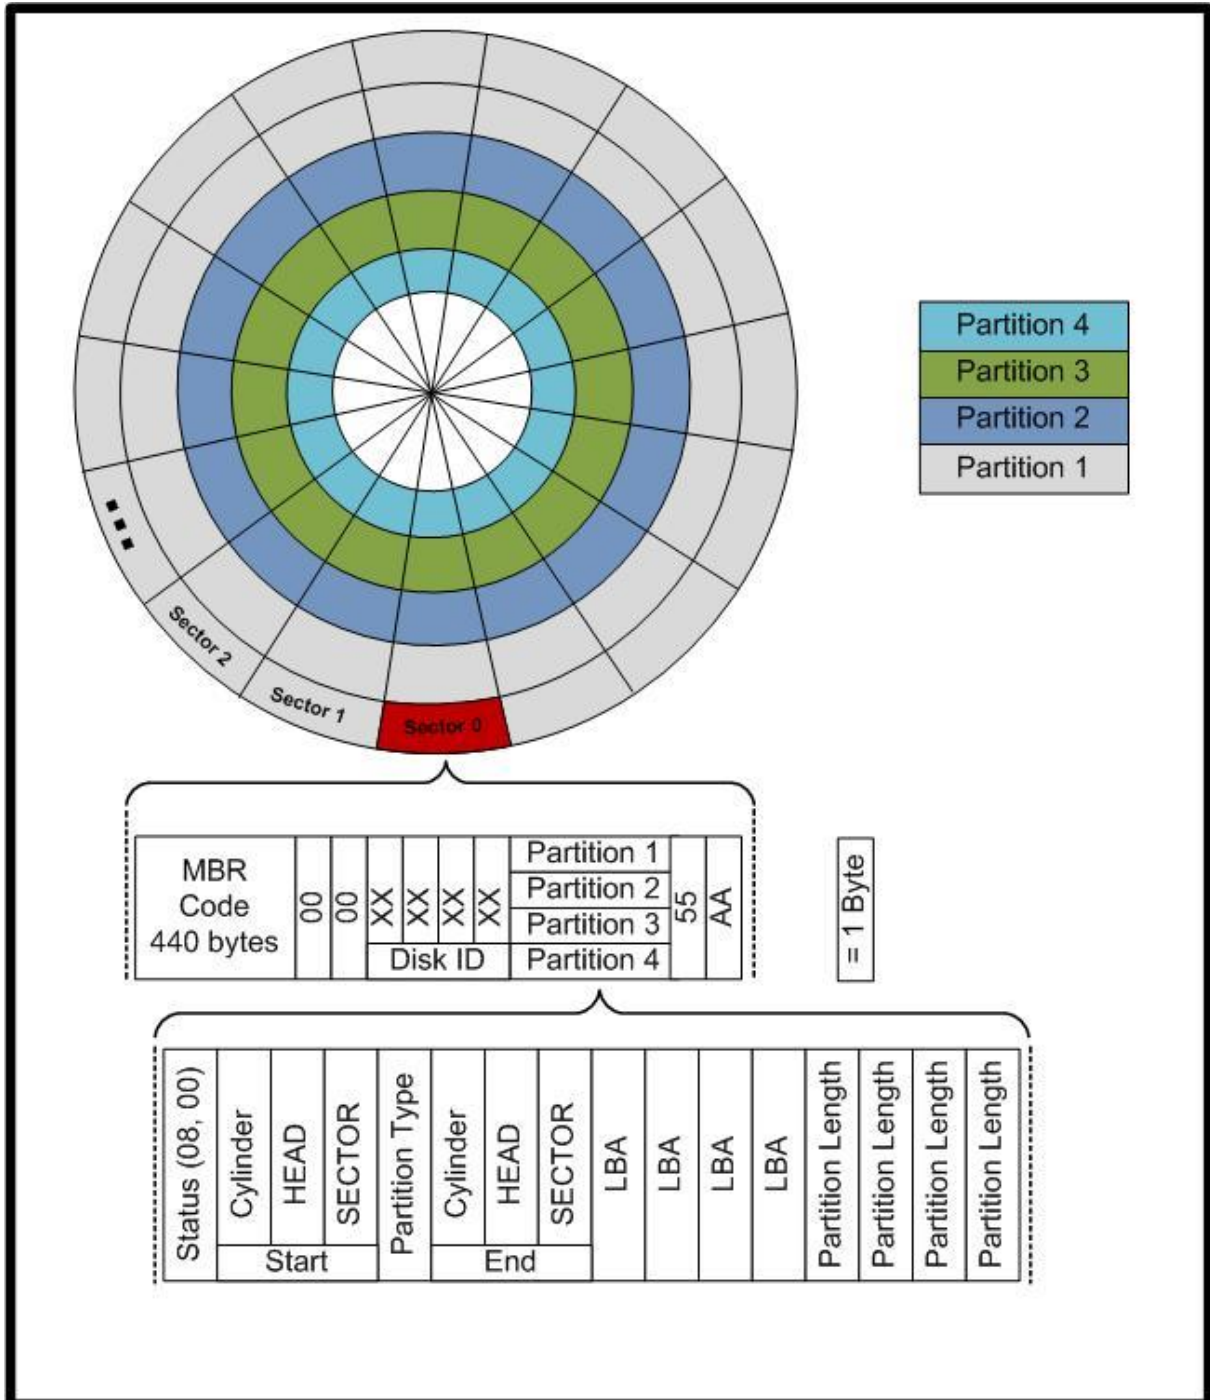 Partition 4
Partition 3
Partition 2
Partition 1
Sector 2
Sector 1
Sector 0
MBR
Code
440 bytes
00
00
XX
XX
XX
XX
Disk ID
Partition 1
Partition 2
Partition 3
Partition 4
55
AA
= 1 Byte
Status (08, 00)
Cylinder
HEAD
SECTOR
Start
Partition Type
Cylinder
HEAD
SECTOR
End
LBA
LBA
LBA
LBA
Partition Length
Partition Length
Partition Length
Partition Length